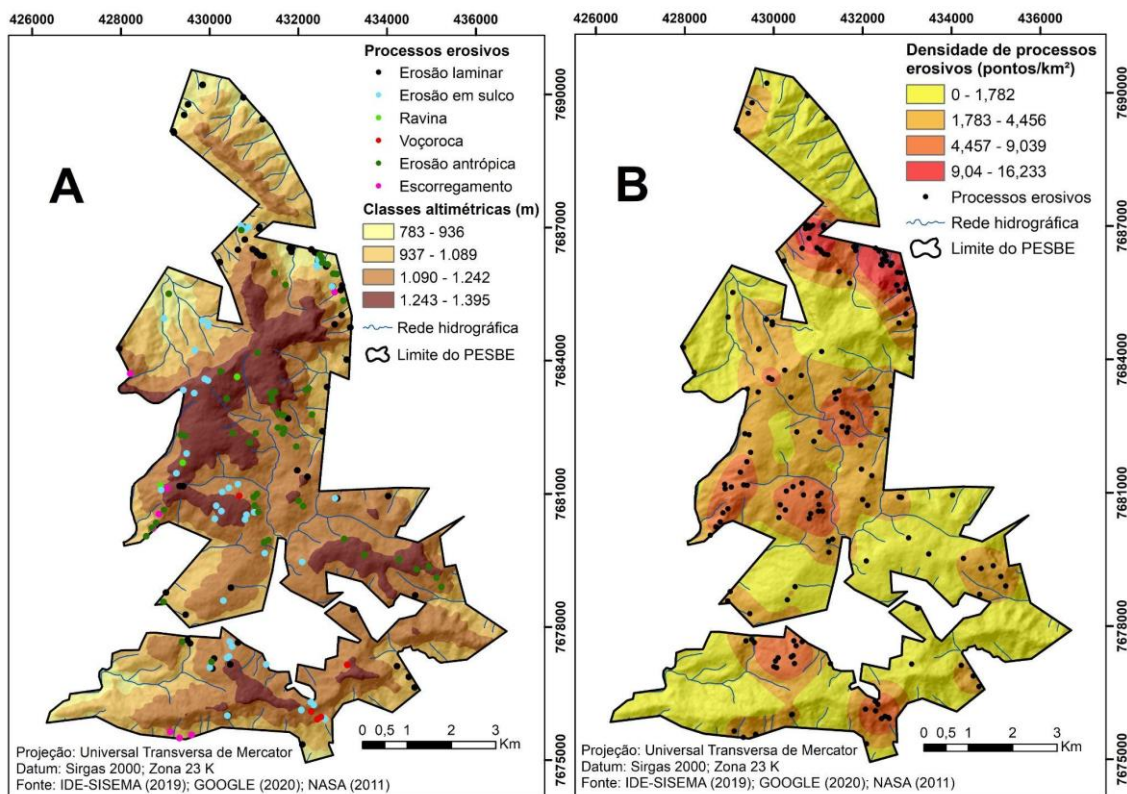 426000 428000 430000 432000 434000 436000
A
Processos erosivos
Erosão laminar
Erosão em sulco
Ravina
Voçoroca
Erosão antrópica
Escorregamento
Classes altimétricas (m)
783 - 936
937 - 1.089
1.090 - 1.242
1.243 - 1.395
Rede hidrográfica
Limite do PESBE
7690000
7687000
7684000
7681000
7678000
7675000
0 0,5 1 2 3
Km
Projeção: Universal Transversa de Mercator
Datum: Sirgas 2000; Zona 23 K
Fonte: IDE-SISEMA (2019); GOOGLE (2020); NASA (2011)
426000 428000 430000 432000 434000 436000
B
Densidade de processos
erosivos (pontos/km²)
0 - 1,782
1,783 - 4,456
4,457 - 9,039
9,04 - 16,233
Processos erosivos
Rede hidrográfica
Limite do PESBE
7690000
7687000
7684000
7681000
7678000
7675000
0 0,5 1 2 3
Km
Projeção: Universal Transversa de Mercator
Datum: Sirgas 2000; Zona 23 K
Fonte: IDE-SISEMA (2019); GOOGLE (2020); NASA (2011)